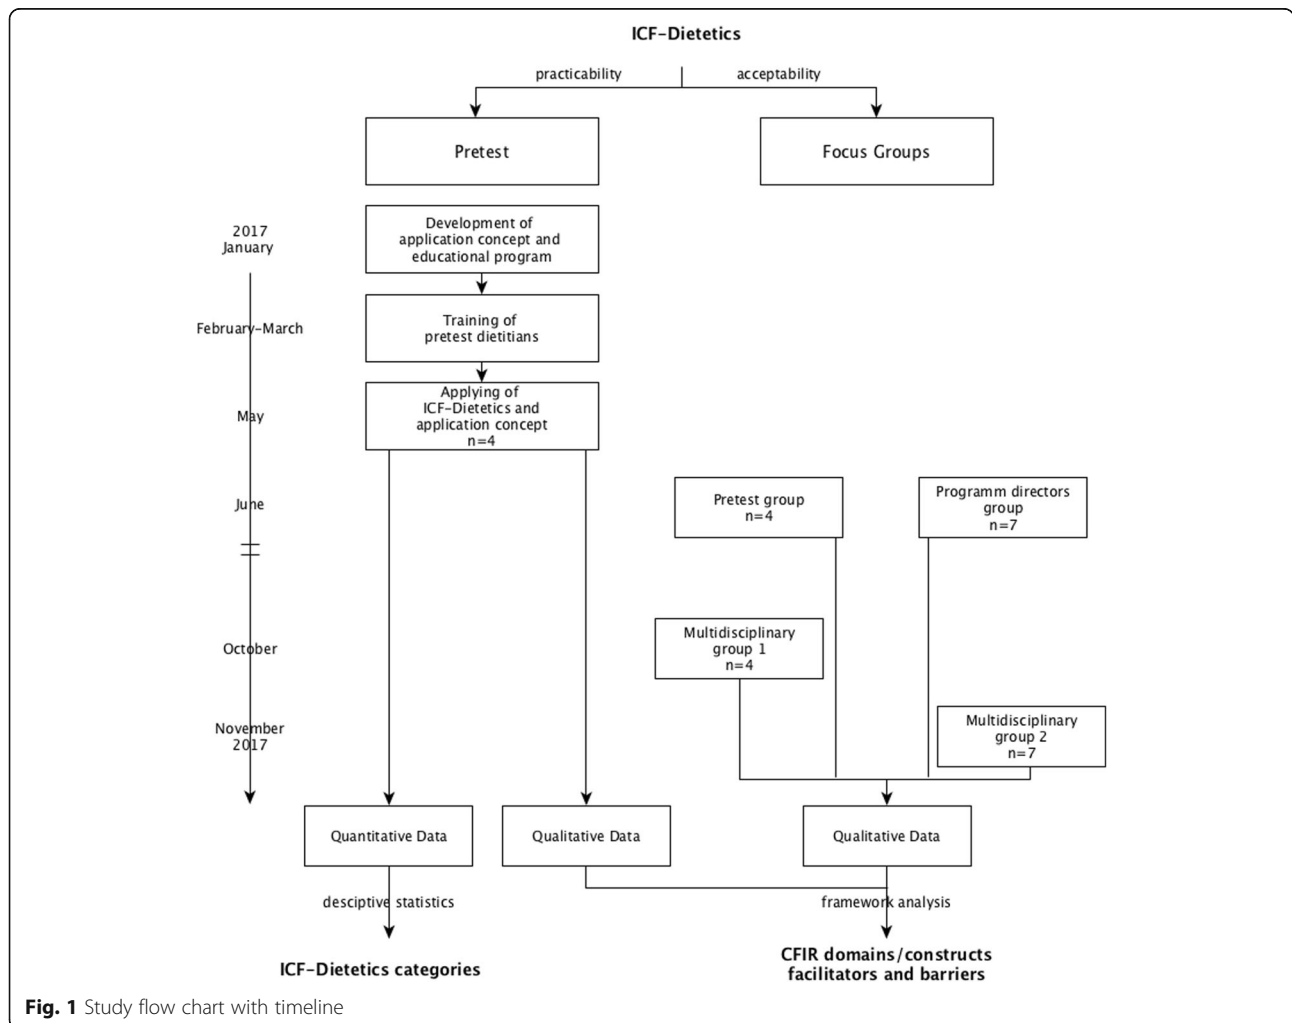 ICF–Dietetics
practicability
acceptability
Pretest
Focus Groups
2017
January
Development of
application concept and
educational program
February–March
Training of
pretest dietitians
May
Applying of
ICF–Dietetics and
application concept
n=4
June
Pretest group
n=4
Programm directors
group
n=7
October
Multidisciplinary
group 1
n=4
November
2017
Multidisciplinary
group 2
n=7
Quantitative Data
Qualitative Data
Qualitative Data
desciptive statistics
framework analysis
ICF–Dietetics categories
CFIR domains/constructs
facilitators and barriers
Fig. 1 Study flow chart with timeline